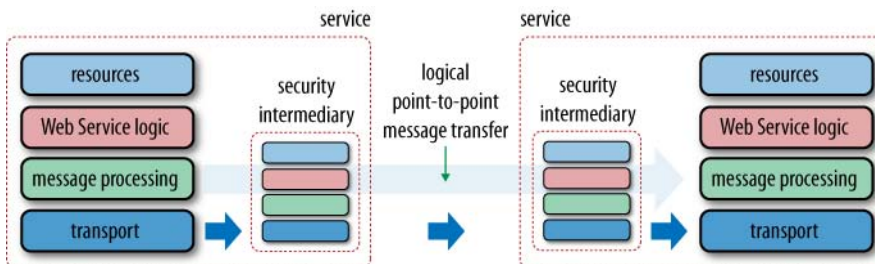 service
service
resources
Web Service logic
message processing
transport
security
intermediary
logical
point-to-point
message transfer
security
intermediary
resources
Web Service logic
message processing
transport